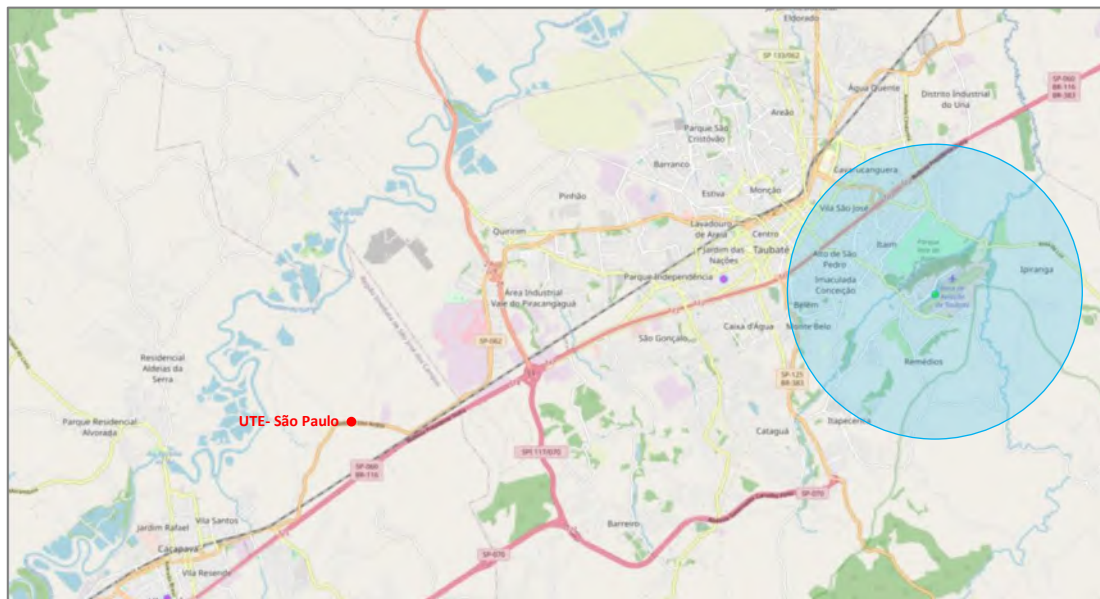 Eldorado
SP 133/062
Água Quente
SP-060
BR-116
BR-383
Distrito Industrial
do Una
Areão
Parque São
Cristóvão
Barranco
Cavarucanguera
Estiva
Monção
Pinhão
Vila São José
Lavadouro
de Areia
Centro
Quiririm
Taubaté
Jardim das
Nações
Alto de São
Pedro
Ipiranga
Parque Independência
Imaculada
Conceição
Área Industrial
Vale do Piracangaguá
Belém
Caixa d'Água
Monte Belo
SP-062
São Gonçalo
Remédios
Residencial
Aldeias da
Serra
SP-125
BR-383
UTE- São Paulo
Parque Residencial
Alvorada
Itapecerica
Cataguá
SPI 117/070
SP-060
BR-116
SP-070
Jardim Rafael
Vila Santos
Barreiro
Caçapava
SP-070
Vila Resende